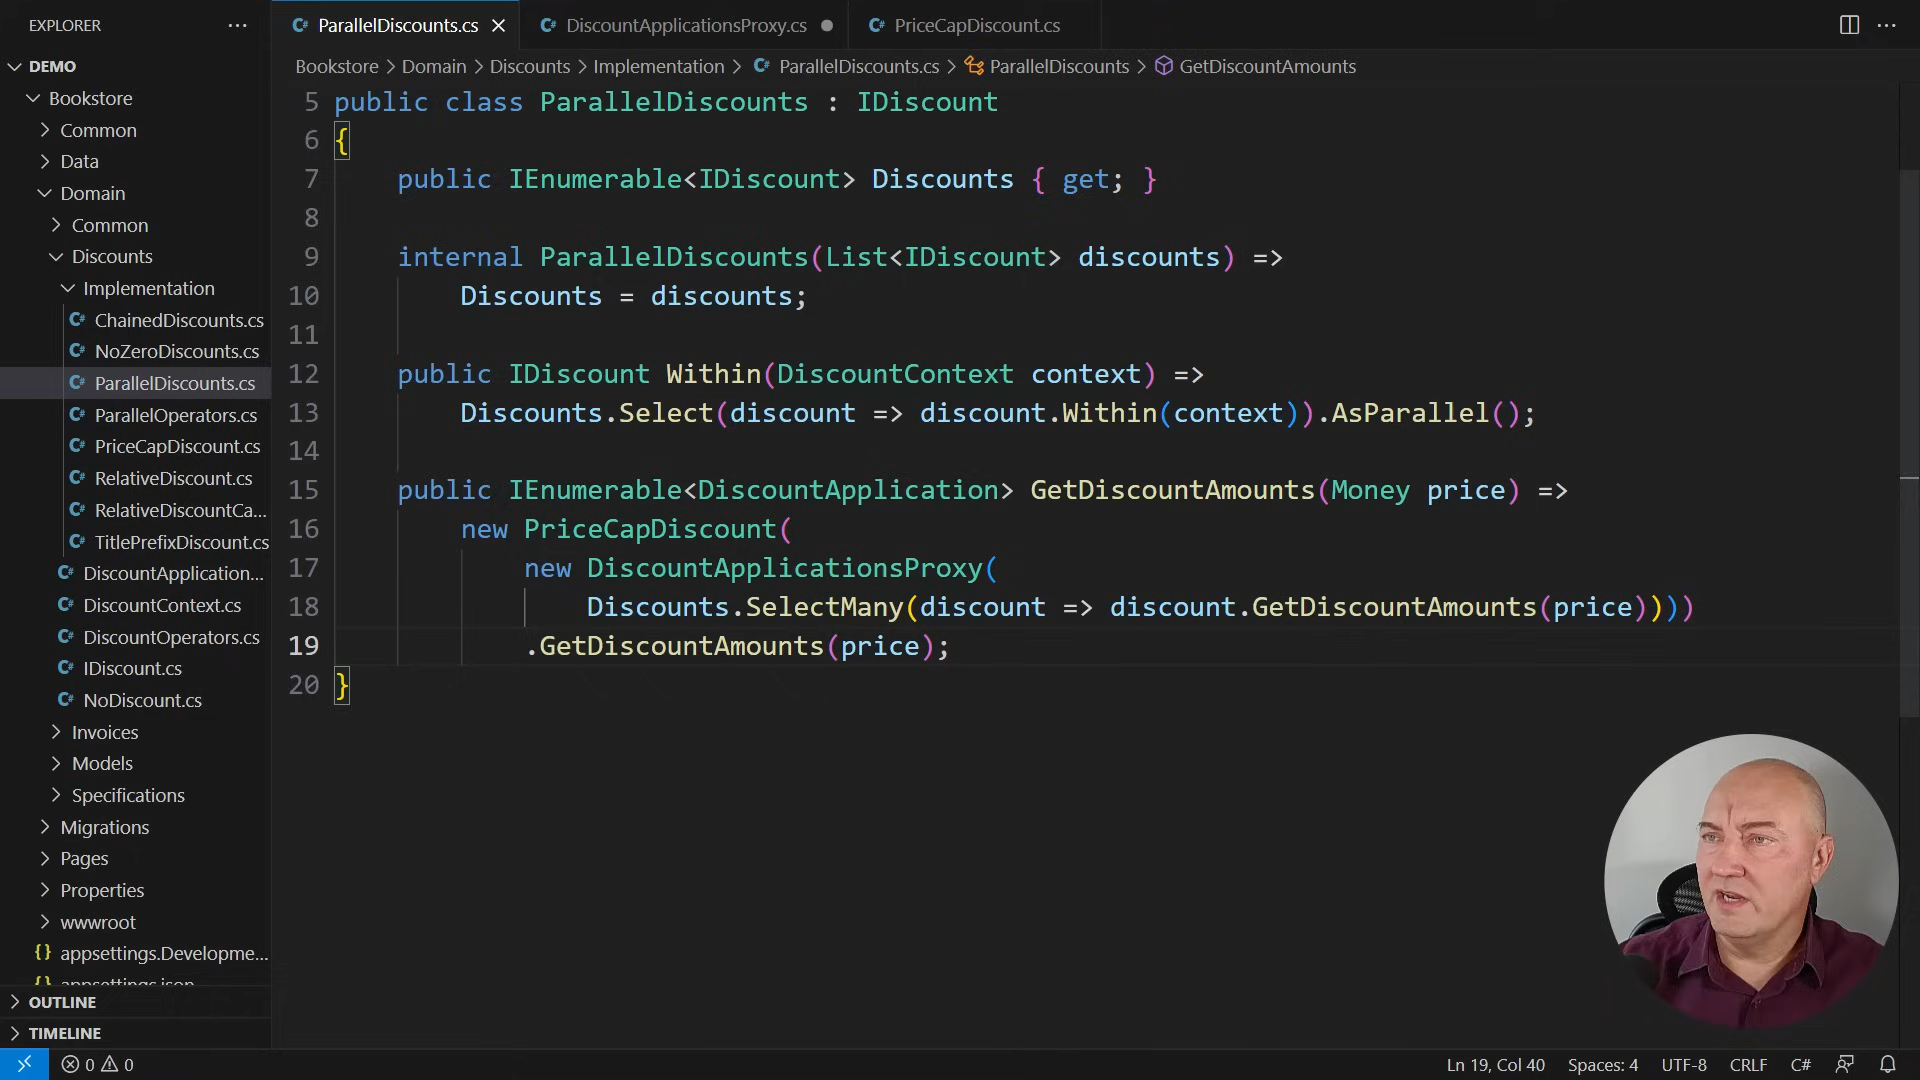 EXPLORER
ParallelDiscounts.cs
DiscountApplicationsProxy.cs
PriceCapDiscount.cs
DEMO
Bookstore
Common
Data
Domain
Common
Discounts
Implementation
ChainedDiscounts.cs
NoZeroDiscounts.cs
ParallelDiscounts.cs
ParallelOperators.cs
PriceCapDiscount.cs
RelativeDiscount.cs
RelativeDiscountCa...
TitlePrefixDiscount.cs
DiscountApplication...
DiscountContext.cs
DiscountOperators.cs
IDiscount.cs
NoDiscount.cs
Invoices
Models
Specifications
Migrations
Pages
Properties
wwwroot
appsettings.Developme...
appsettings.json
OUTLINE
TIMELINE
Bookstore > Domain > Discounts > Implementation > ParallelDiscounts.cs > ParallelDiscounts > GetDiscountAmounts
5 public class ParallelDiscounts : IDiscount
6 {
7 public IEnumerable<IDiscount> Discounts { get; }
8
9 internal ParallelDiscounts(List<IDiscount> discounts) =>
10 Discounts = discounts;
11
12 public IDiscount Within(DiscountContext context) =>
13 Discounts.Select(discount => discount.Within(context)).AsParallel();
14
15 public IEnumerable<DiscountApplication> GetDiscountAmounts(Money price) =>
16 new PriceCapDiscount(
17 new DiscountApplicationsProxy(
18 Discounts.SelectMany(discount => discount.GetDiscountAmounts(price))))
19 .GetDiscountAmounts(price);
20 }
0 0
Ln 19, Col 40 Spaces: 4 UTF-8 CRLF C#